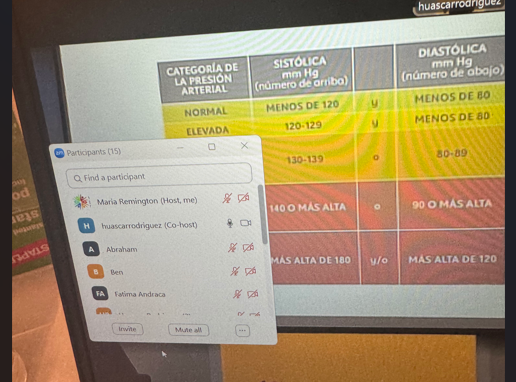 huascarrodriguez
CATEGORÍA DE
LA PRESIÓN
ARTERIAL
SISTÓLICA
mm Hg
(número de arriba)
DIASTÓLICA
mm Hg
(número de abajo)
NORMAL
MENOS DE 120
y
MENOS DE 80
ELEVADA
120-129
y
MENOS DE 80
130-139
o
80-89
140 O MÁS ALTA
o
90 O MÁS ALTA
MÁS ALTA DE 180
y/o
MÁS ALTA DE 120
Participants (15)
Find a participant
Maria Remington (Host, me)
H
huascarrodriguez (Co-host)
A
Abraham
B
Ben
FA
Fatima Andraca
Invite
Mute all
...
STAPLES